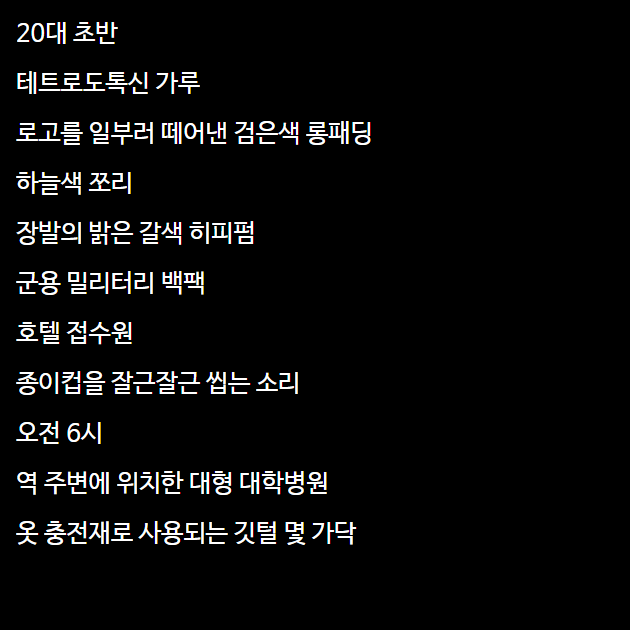 20대 초반
테트로도톡신 가루
로고를 일부러 떼어낸 검은색 롱패딩
하늘색 쪼리
장발의 밝은 갈색 히피펌
군용 밀리터리 백팩
호텔 접수원
종이컵을 잘근잘근 씹는 소리
오전 6시
역 주변에 위치한 대형 대학병원
옷 충전재로 사용되는 깃털 몇 가닥